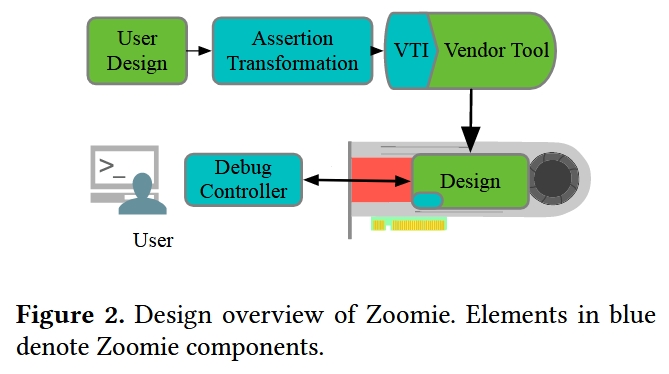 User
Design
Assertion
Transformation
VTI
Vendor Tool
>_
Debug
Controller
Design
User
Figure 2. Design overview of Zoomie. Elements in blue
denote Zoomie components.